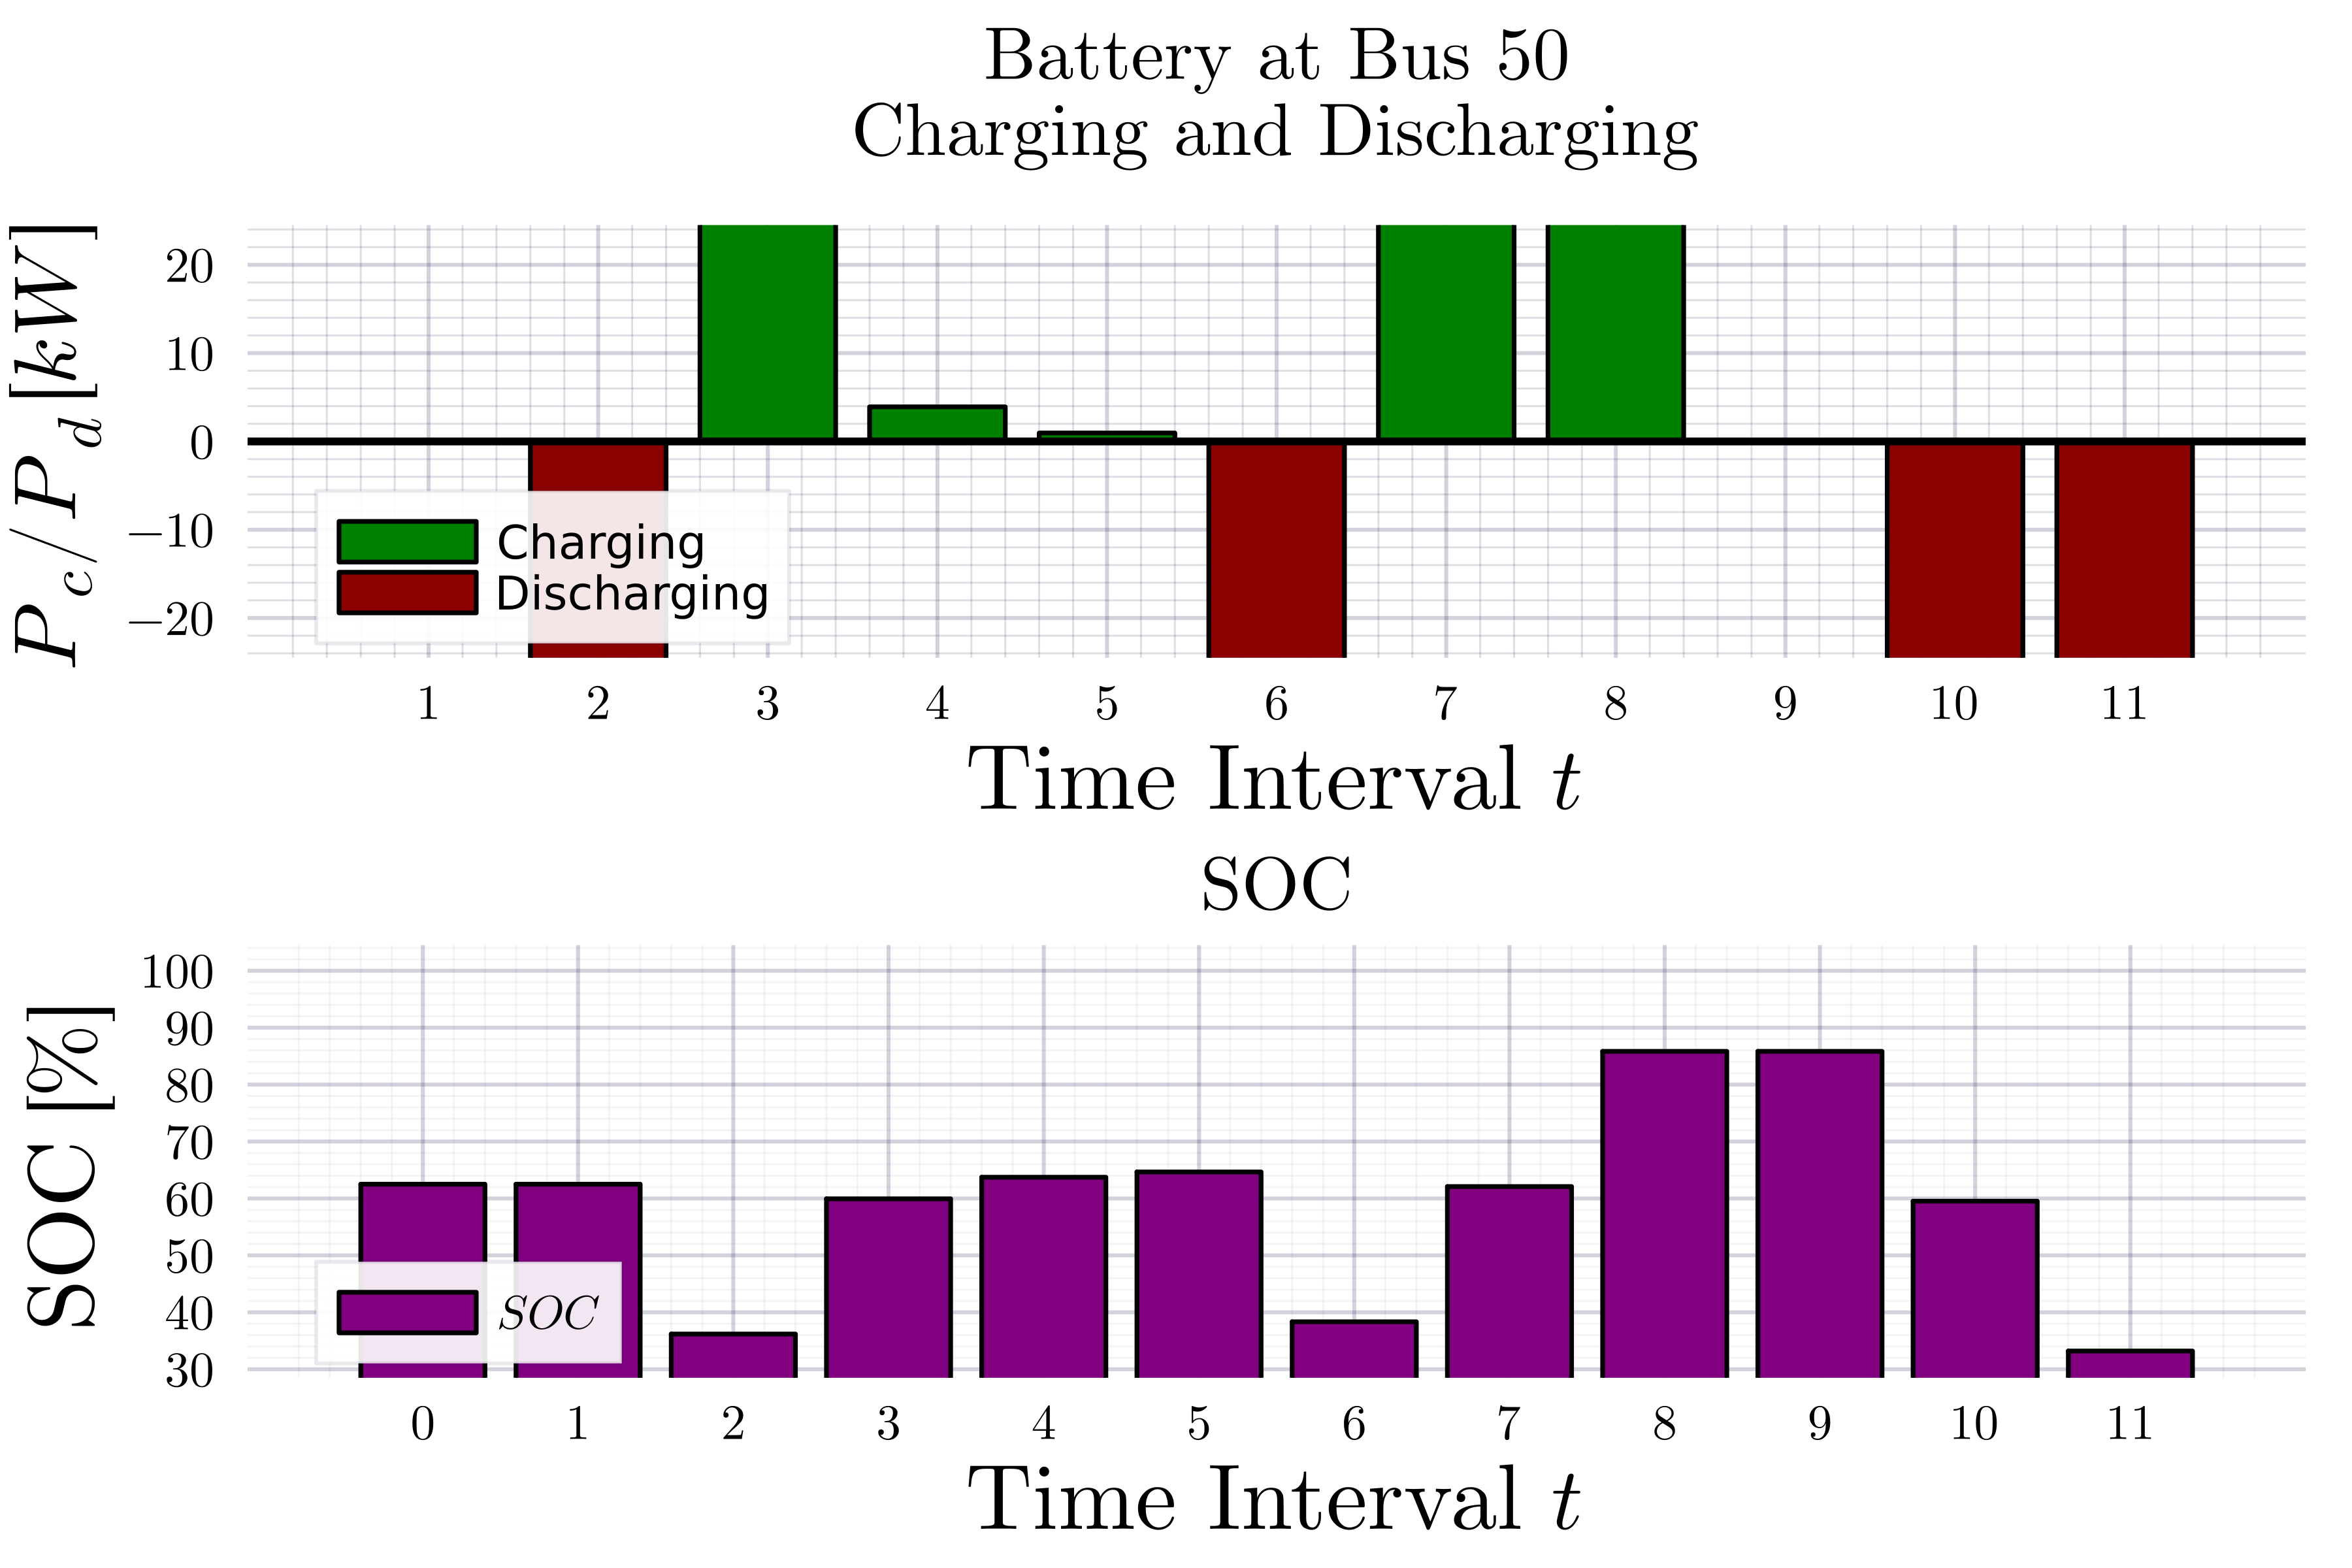 Battery at Bus 50
Charging and Discharging
P_c/P_d [kW]
20
10
0
−10
−20
Charging
Discharging
1 2 3 4 5 6 7 8 9 10 11
Time Interval t
SOC
SOC [%]
100
90
80
70
60
50
40
30
SOC
0 1 2 3 4 5 6 7 8 9 10 11
Time Interval t